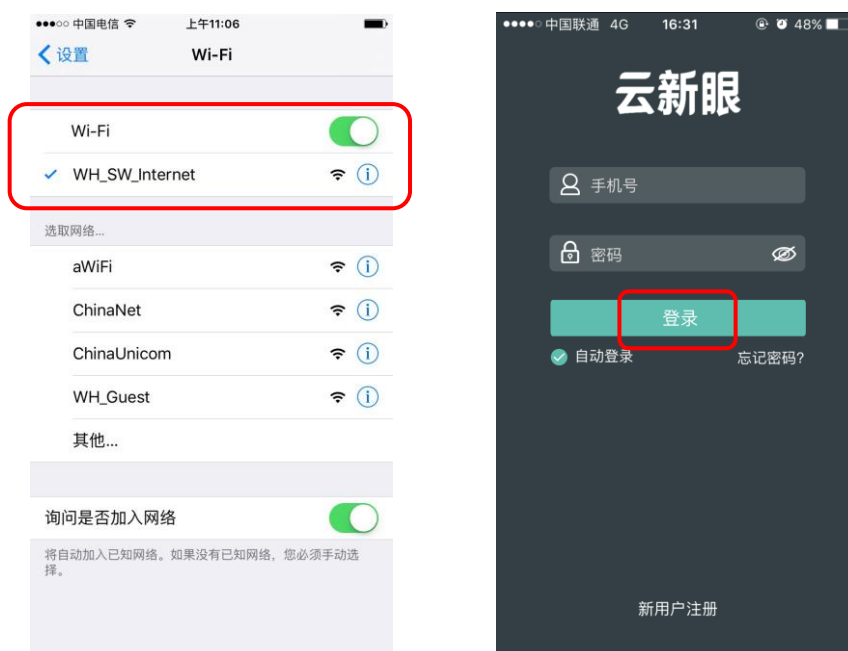 中国电信 上午11:06
设置 Wi-Fi
Wi-Fi
WH_SW_Internet
选取网络...
aWiFi
ChinaNet
ChinaUnicom
WH_Guest
其他...
询问是否加入网络
将自动加入已知网络。如果没有已知网络，您必须手动选
择。
中国联通 4G 16:31 48%
云新眼
手机号
密码
登录
自动登录 忘记密码?
新用户注册